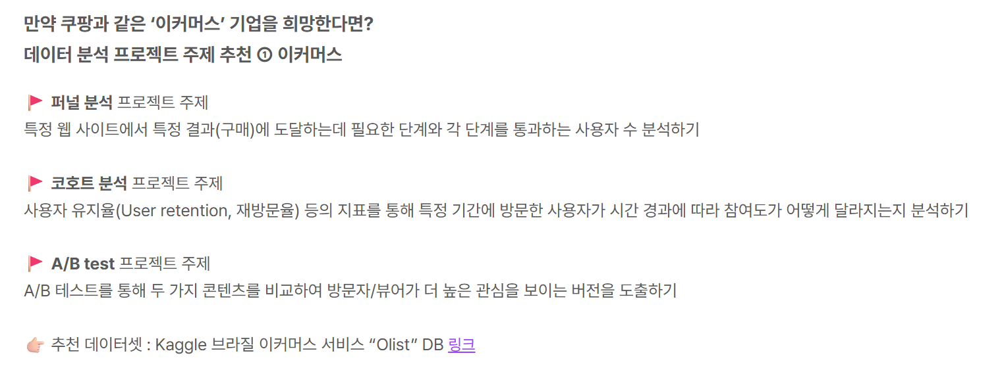 만약 쿠팡과 같은 ‘이커머스’ 기업을 희망한다면?
데이터 분석 프로젝트 주제 추천 ① 이커머스
🚩 퍼널 분석 프로젝트 주제
특정 웹 사이트에서 특정 결과(구매)에 도달하는데 필요한 단계와 각 단계를 통과하는 사용자 수 분석하기
🚩 코호트 분석 프로젝트 주제
사용자 유지율(User retention, 재방문율) 등의 지표를 통해 특정 기간에 방문한 사용자가 시간 경과에 따라 참여도가 어떻게 달라지는지 분석하기
🚩 A/B test 프로젝트 주제
A/B 테스트를 통해 두 가지 콘텐츠를 비교하여 방문자/뷰어가 더 높은 관심을 보이는 버전을 도출하기
👉 추천 데이터셋 : Kaggle 브라질 이커머스 서비스 “Olist” DB 링크